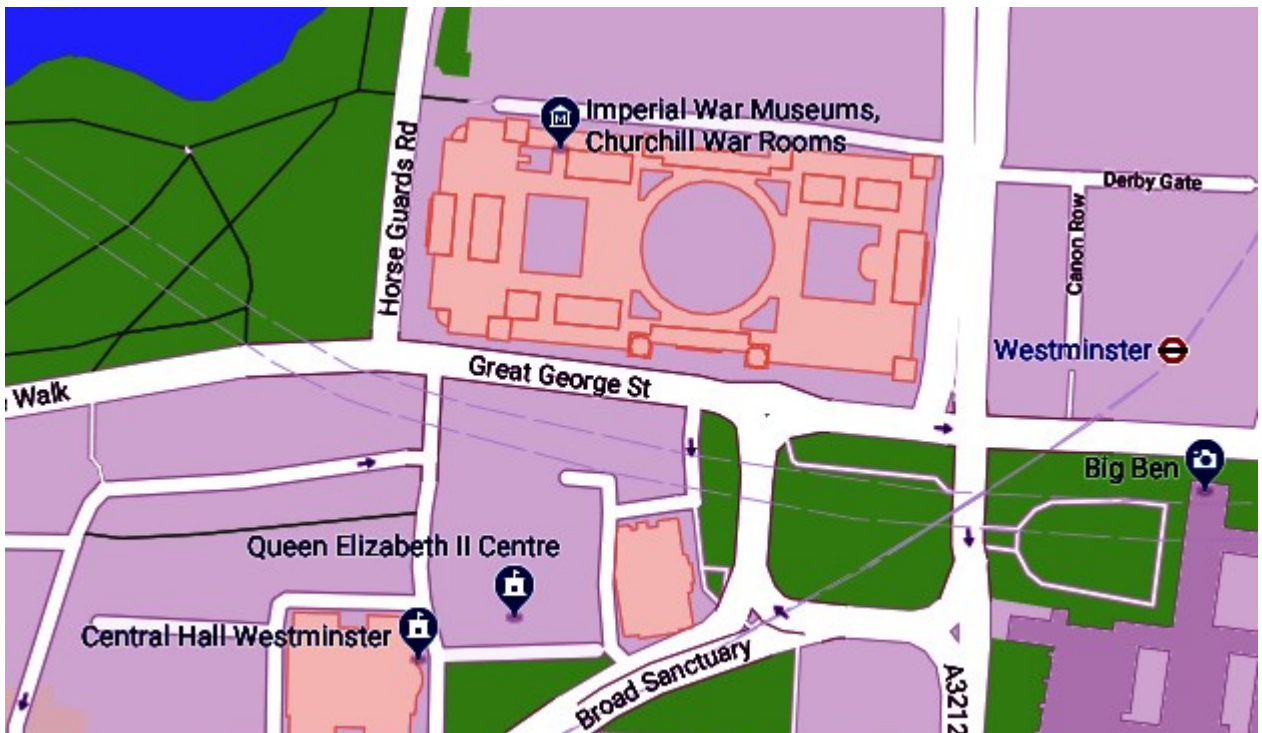 Imperial War Museums,
Churchill War Rooms
Horse Guards Rd
Derby Gate
Canon Row
Westminster
Great George St
Walk
Big Ben
Queen Elizabeth II Centre
Central Hall Westminster
Broad Sanctuary
A3212